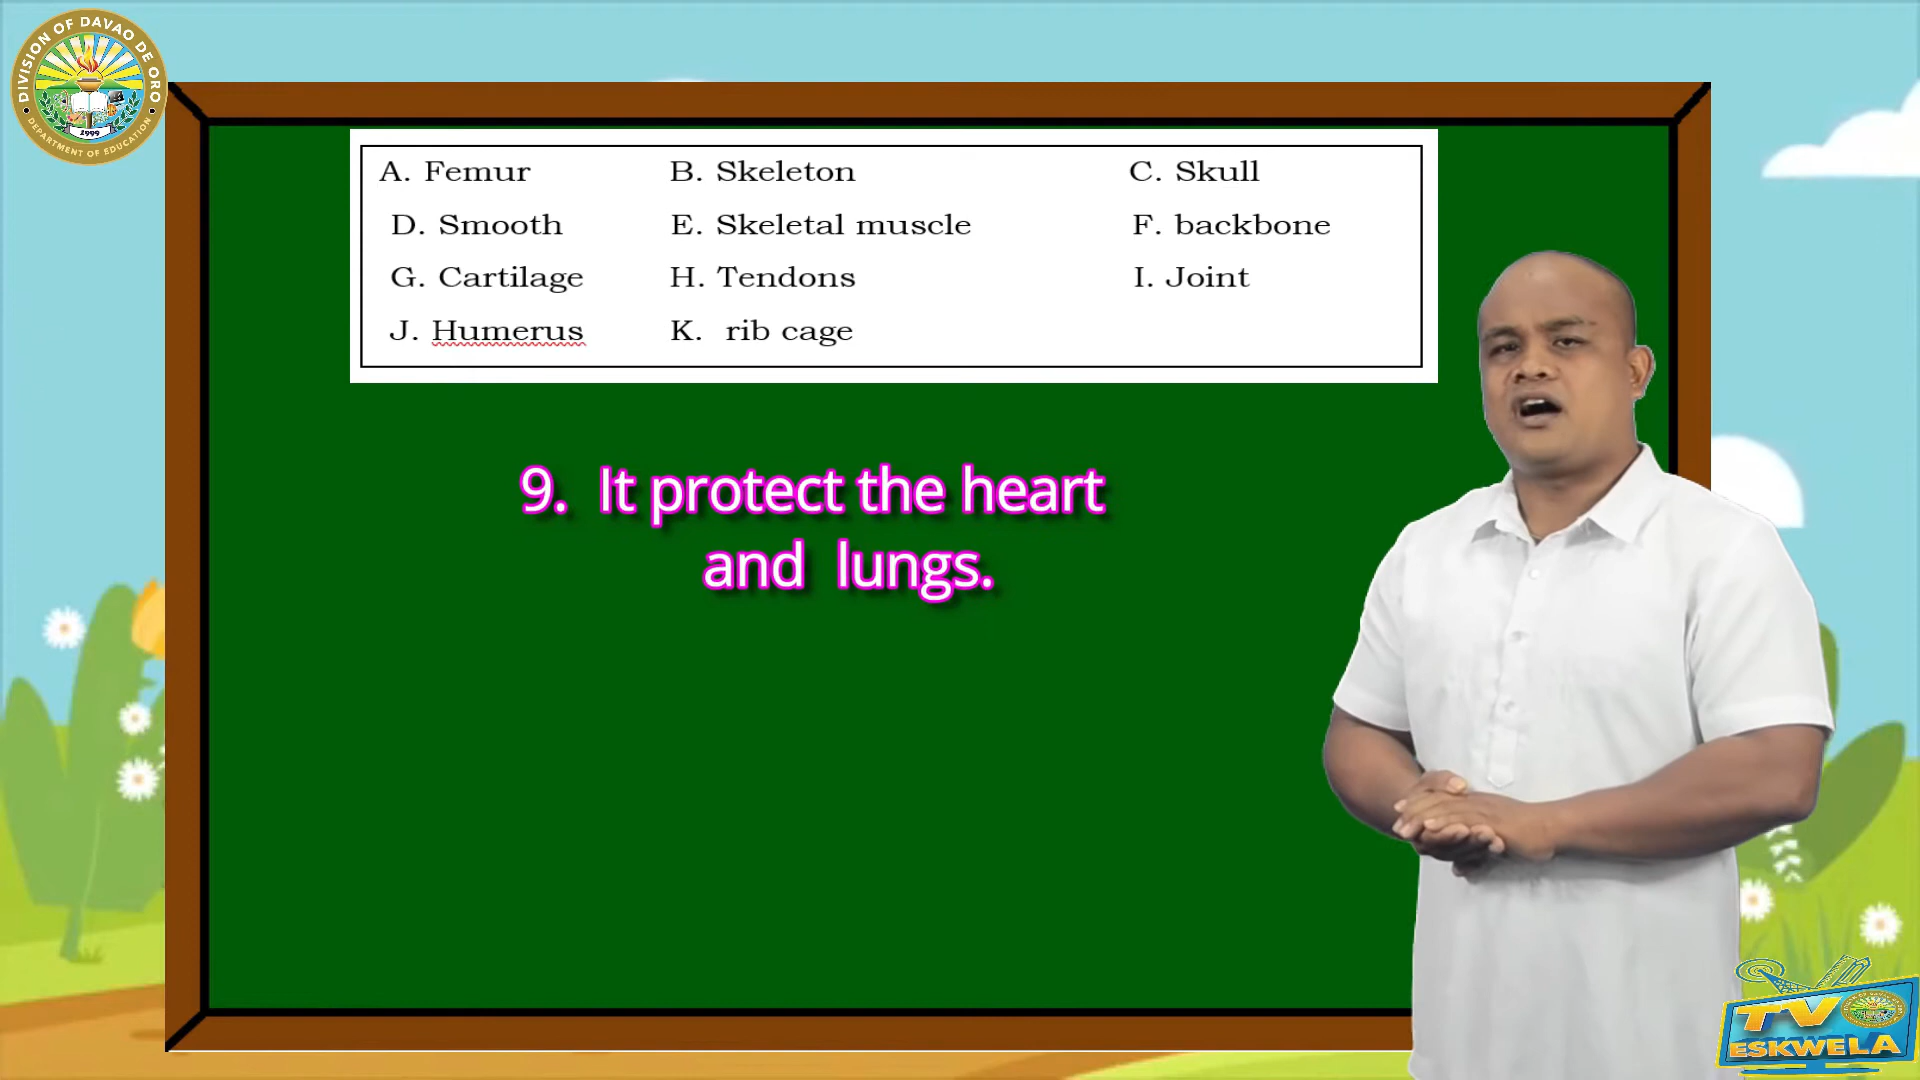 DIVISION OF DAVAO DE ORO
1999
DEPARTMENT OF EDUCATION
A. Femur B. Skeleton C. Skull
D. Smooth E. Skeletal muscle F. backbone
G. Cartilage H. Tendons I. Joint
J. Humerus K. rib cage
9. It protect the heart
and lungs.
TV
ESKWELA